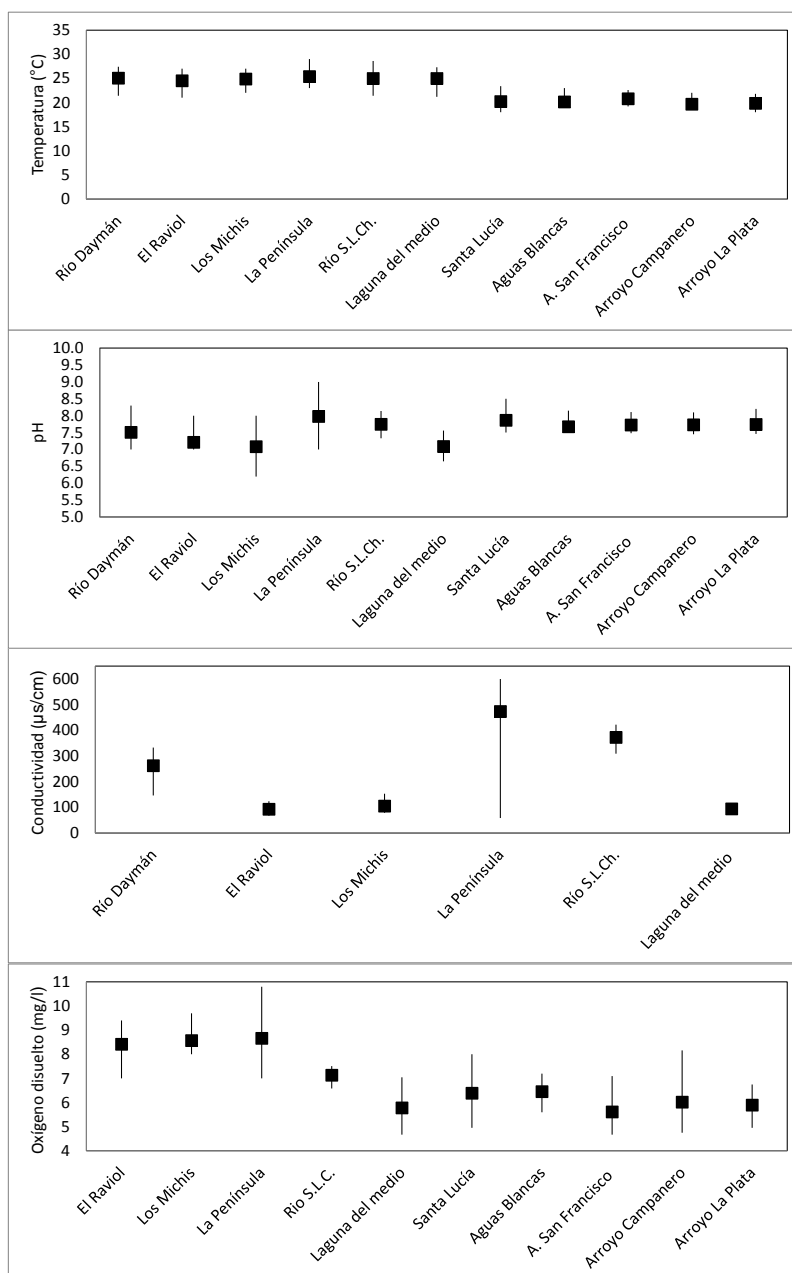 Temperatura (°C)
35
30
25
20
15
10
5
0
Río Daymán
El Raviol
Los Michis
La Península
Río S.L.Ch.
Laguna del medio
Santa Lucía
Aguas Blancas
A. San Francisco
Arroyo Campanero
Arroyo La Plata
pH
10.0
9.5
9.0
8.5
8.0
7.5
7.0
6.5
6.0
5.5
5.0
Río Daymán
El Raviol
Los Michis
La Península
Río S.L.Ch.
Laguna del medio
Santa Lucía
Aguas Blancas
A. San Francisco
Arroyo Campanero
Arroyo La Plata
Conductividad (µs/cm)
600
500
400
300
200
100
0
Río Daymán
El Raviol
Los Michis
La Península
Río S.L.Ch.
Laguna del medio
Oxígeno disuelto (mg/l)
11
10
9
8
7
6
5
4
El Raviol
Los Michis
La Península
Río S.L.C.
Laguna del medio
Santa Lucía
Aguas Blancas
A. San Francisco
Arroyo Campanero
Arroyo La Plata